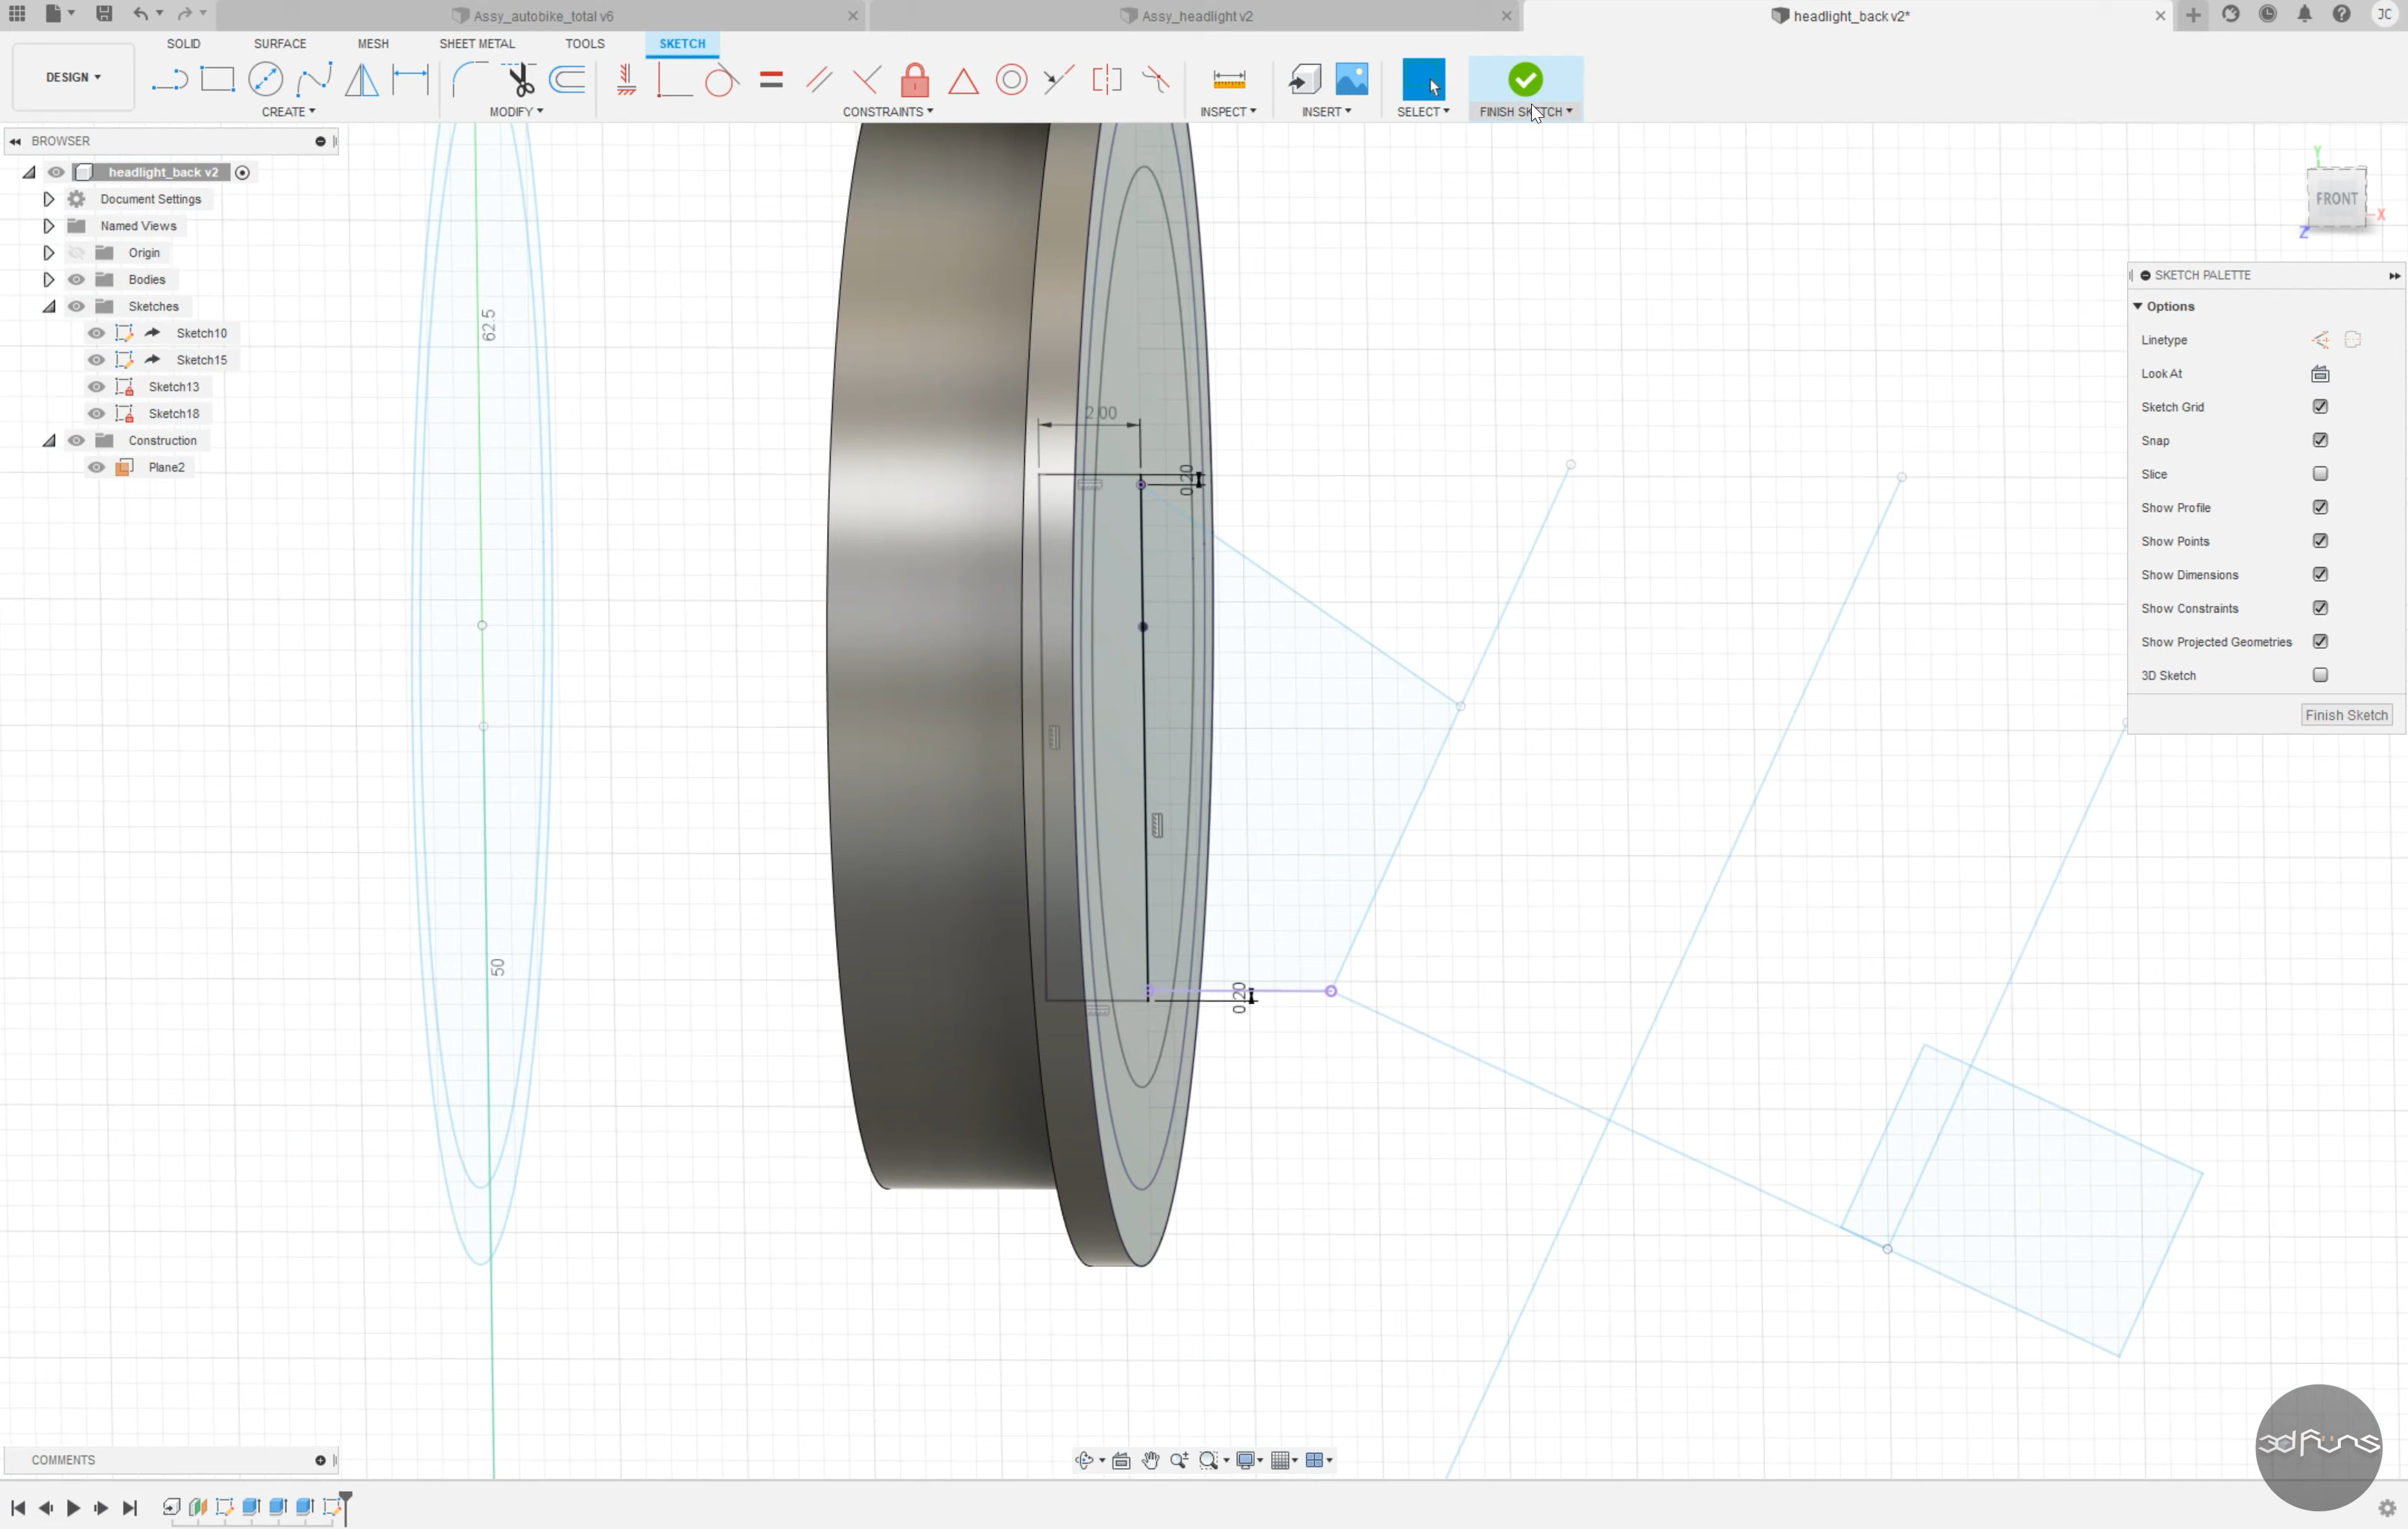 Assy_autobike_total v6
Assy_headlight v2
headlight_back v2*
JC
SOLID
SURFACE
MESH
SHEET METAL
TOOLS
SKETCH
DESIGN
CREATE
MODIFY
CONSTRAINTS
INSPECT
INSERT
SELECT
FINISH SKETCH
BROWSER
headlight_back v2
Document Settings
Named Views
Origin
Bodies
Sketches
Sketch10
Sketch15
Sketch13
Sketch18
Construction
Plane2
62.5
50
2.00
0.20
0.20
Y
FRONT
X
Z
SKETCH PALETTE
Options
Linetype
Look At
Sketch Grid
Snap
Slice
Show Profile
Show Points
Show Dimensions
Show Constraints
Show Projected Geometries
3D Sketch
Finish Sketch
COMMENTS
3dfuns